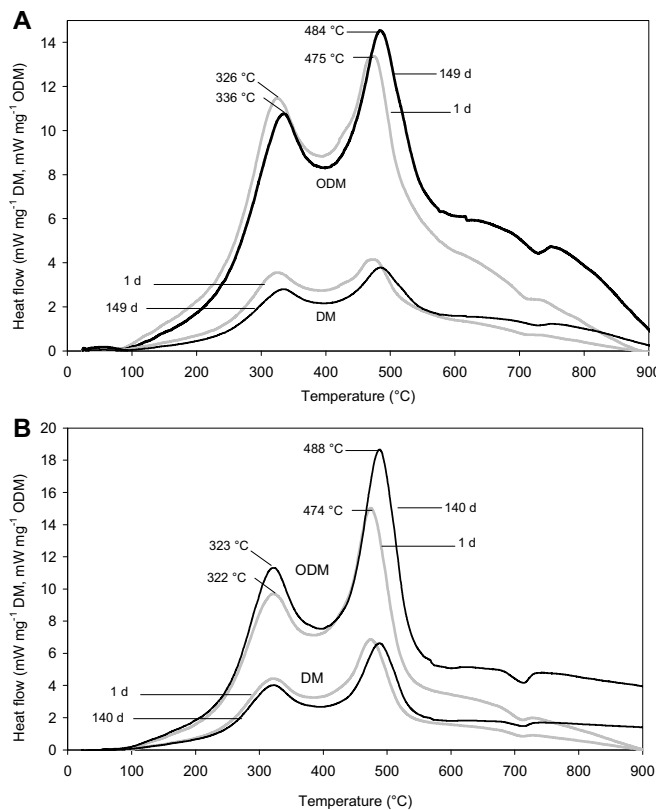 A
Heat flow (mW mg⁻¹ DM, mW mg⁻¹ ODM)
14
12
10
8
6
4
2
0
484 °C
475 °C
149 d
1 d
326 °C
336 °C
ODM
1 d
149 d
DM
0 100 200 300 400 500 600 700 800 900
Temperature (°C)
B
Heat flow (mW mg⁻¹ DM, mW mg⁻¹ ODM)
20
18
16
14
12
10
8
6
4
2
0
488 °C
474 °C
140 d
1 d
323 °C
322 °C
ODM
DM
1 d
140 d
0 100 200 300 400 500 600 700 800 900
Temperature (°C)